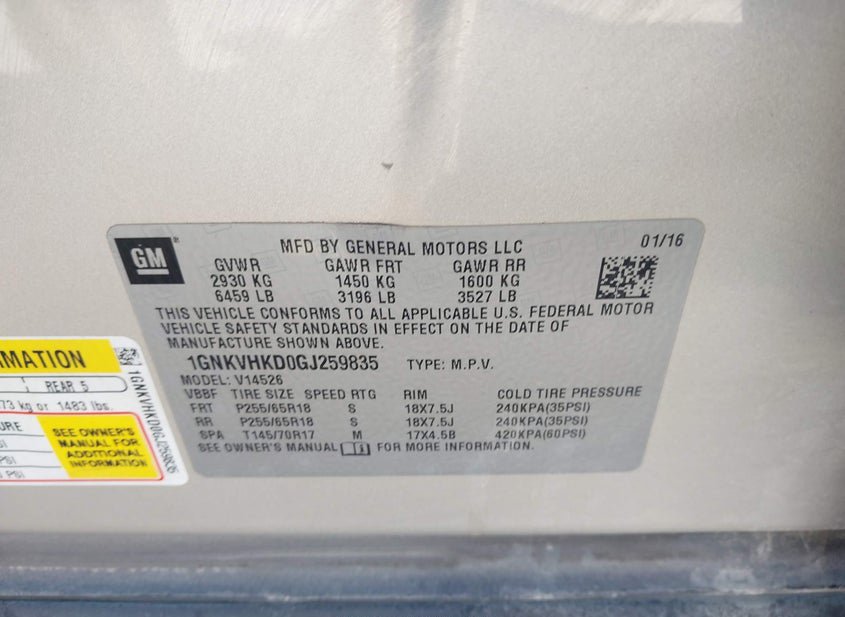 GM
MFD BY GENERAL MOTORS LLC
01/16
GVWR GAWR FRT GAWR RR
2930 KG 1450 KG 1600 KG
6459 LB 3196 LB 3527 LB
THIS VEHICLE CONFORMS TO ALL APPLICABLE U.S. FEDERAL MOTOR
VEHICLE SAFETY STANDARDS IN EFFECT ON THE DATE OF
MANUFACTURE SHOWN ABOVE.
1GNKVHKD0GJ259835 TYPE: M.P.V.
MODEL: V14526
VBBF TIRE SIZE SPEED RTG RIM COLD TIRE PRESSURE
FRT P255/65R18 S 18X7.5J 240KPA(35PSI)
RR P255/65R18 S 18X7.5J 240KPA(35PSI)
SPA T145/70R17 M 17X4.5B 420KPA(60PSI)
SEE OWNER'S MANUAL FOR MORE INFORMATION.
MATION
REAR 5
73 kg or 1483 lbs.
URE
SI
PSI
PSI
SEE OWNER'S
MANUAL FOR
ADDITIONAL
INFORMATION
1GNKVHKD0GJ259835